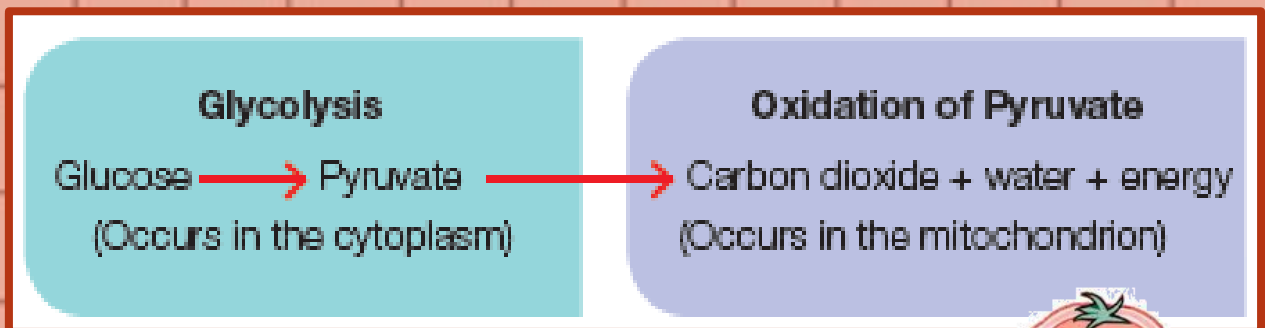 Glycolysis
Glucose → Pyruvate
(Occurs in the cytoplasm)
Oxidation of Pyruvate
→ Carbon dioxide + water + energy
(Occurs in the mitochondrion)